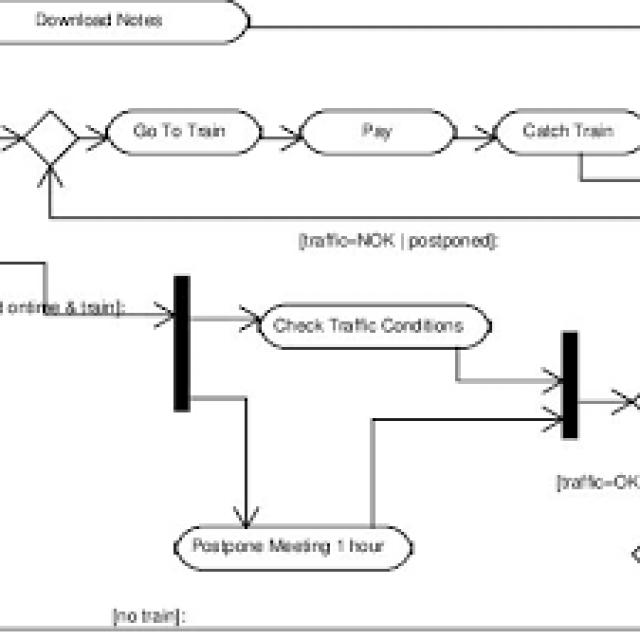 Download Notes
Go To Train
Pay
Catch Train
[traffic=NOK | postponed]:
ontime & train]:
Check Traffic Conditions
[traffic=OK
Postpone Meeting 1 hour
[no train]: